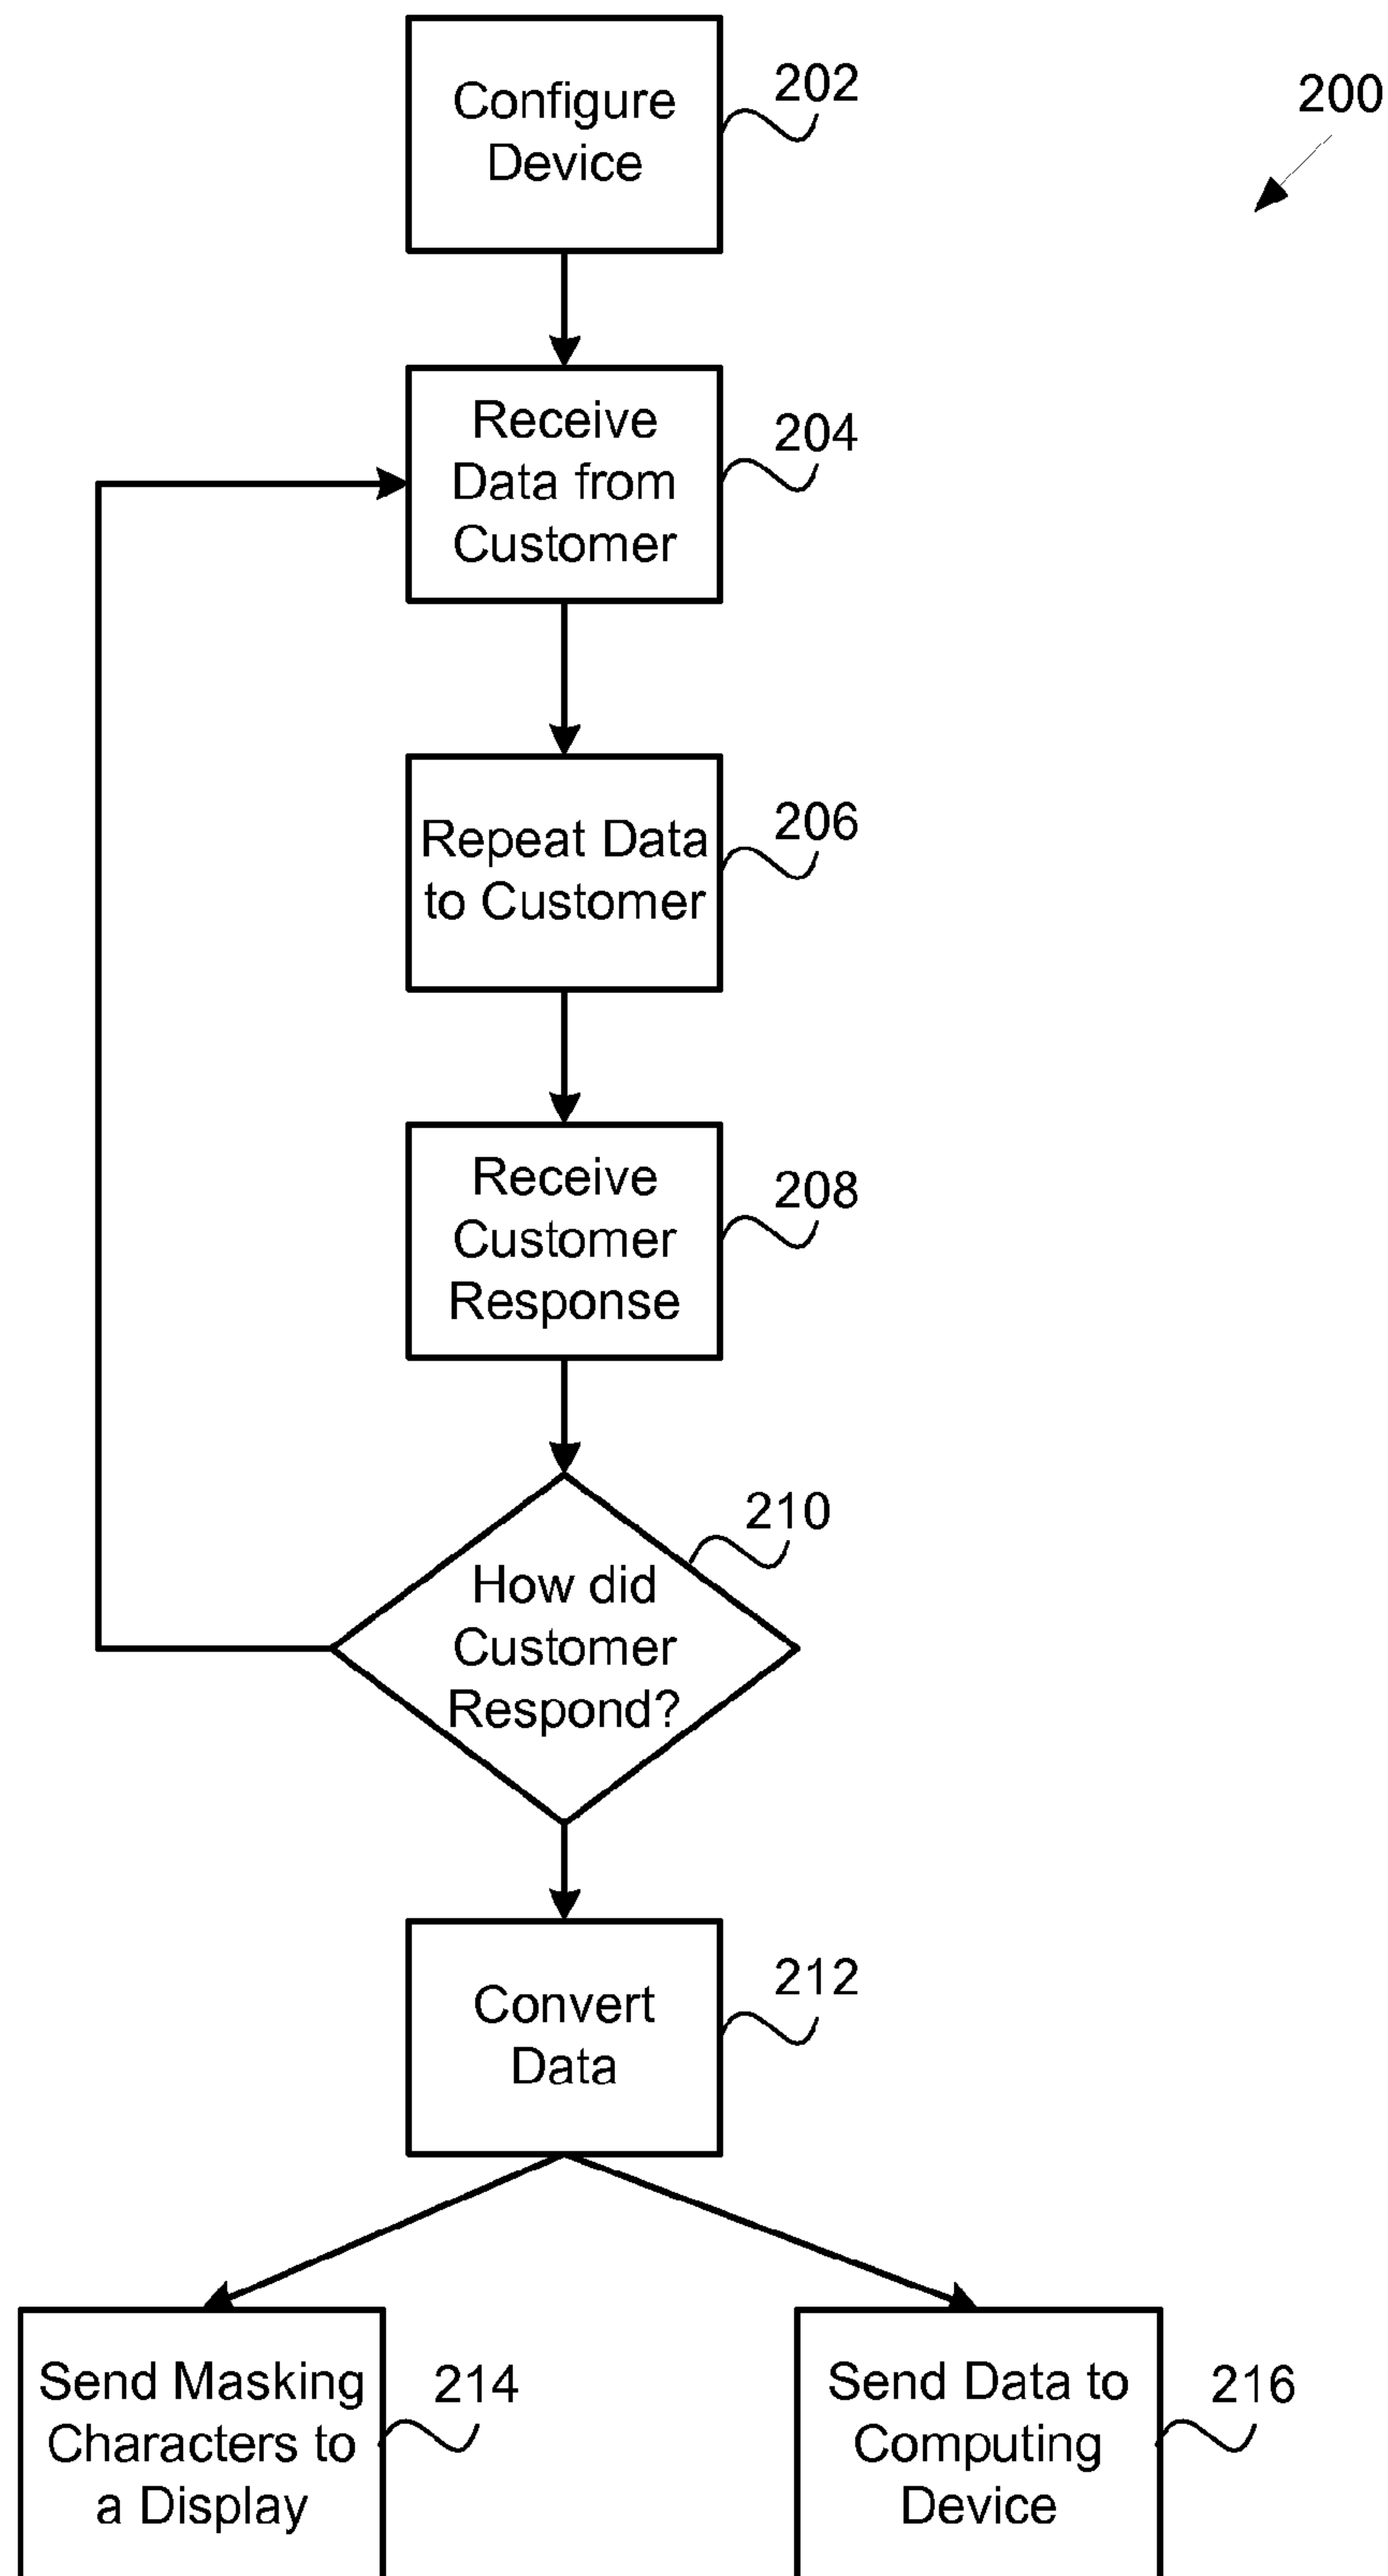 Configure
Device
202
200
Receive
Data from
Customer
204
Repeat Data
to Customer
206
Receive
Customer
Response
208
How did
Customer
Respond?
210
Convert
Data
212
Send Masking
Characters to
a Display
214
Send Data to
Computing
Device
216